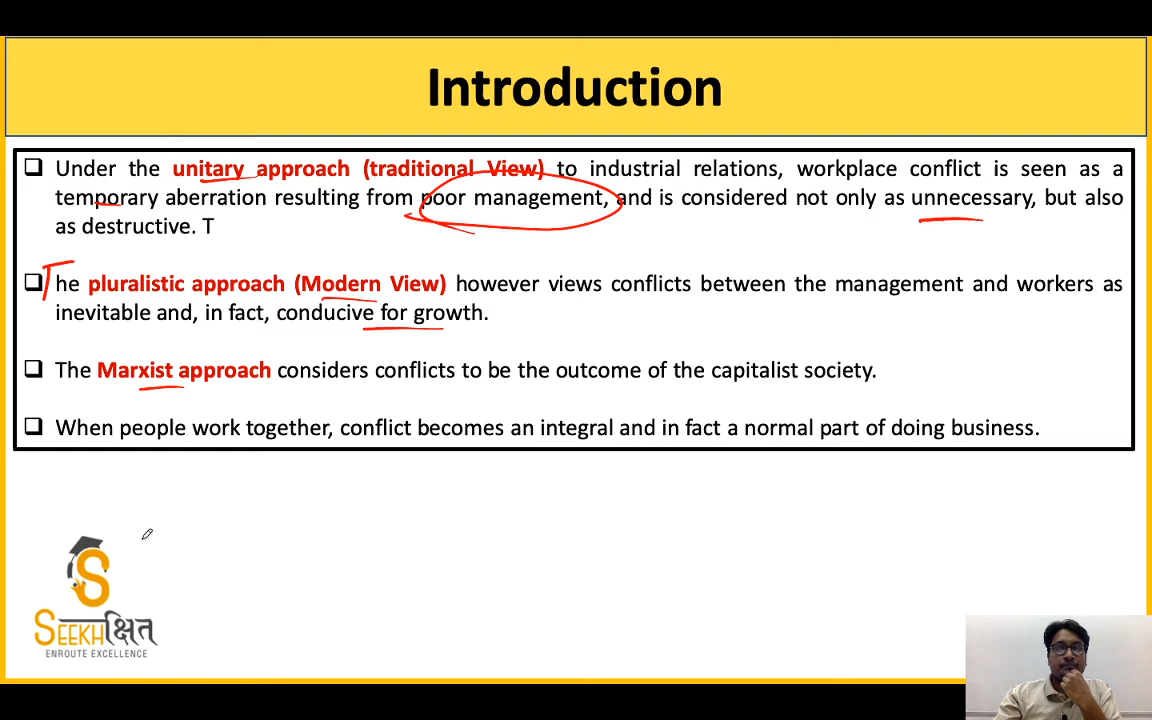 Introduction
❑ Under the unitary approach (traditional View) to industrial relations, workplace conflict is seen as a
temporary aberration resulting from poor management, and is considered not only as unnecessary, but also
as destructive. T
❑ The pluralistic approach (Modern View) however views conflicts between the management and workers as
inevitable and, in fact, conducive for growth.
❑ The Marxist approach considers conflicts to be the outcome of the capitalist society.
❑ When people work together, conflict becomes an integral and in fact a normal part of doing business.
S
SEEKHक्षित
ENROUTE EXCELLENCE